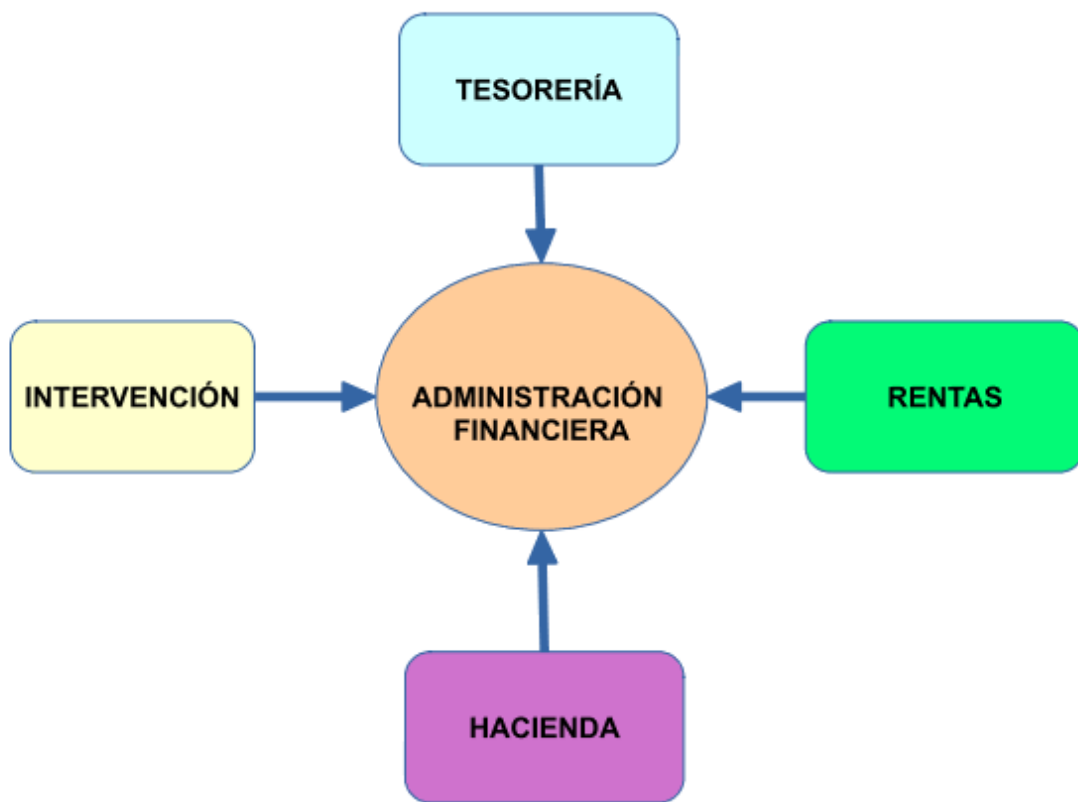 TESORERÍA
INTERVENCIÓN
ADMINISTRACIÓN
FINANCIERA
RENTAS
HACIENDA